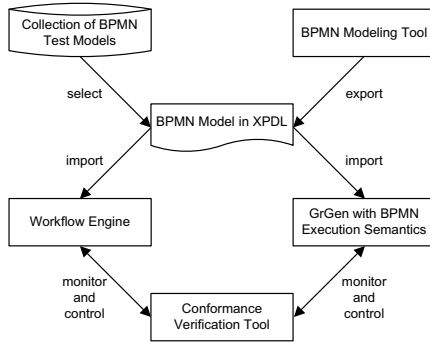 Collection of BPMN
Test Models
BPMN Modeling Tool
select
export
BPMN Model in XPDL
import
import
Workflow Engine
GrGen with BPMN
Execution Semantics
monitor
and
control
monitor
and
control
Conformance
Verification Tool